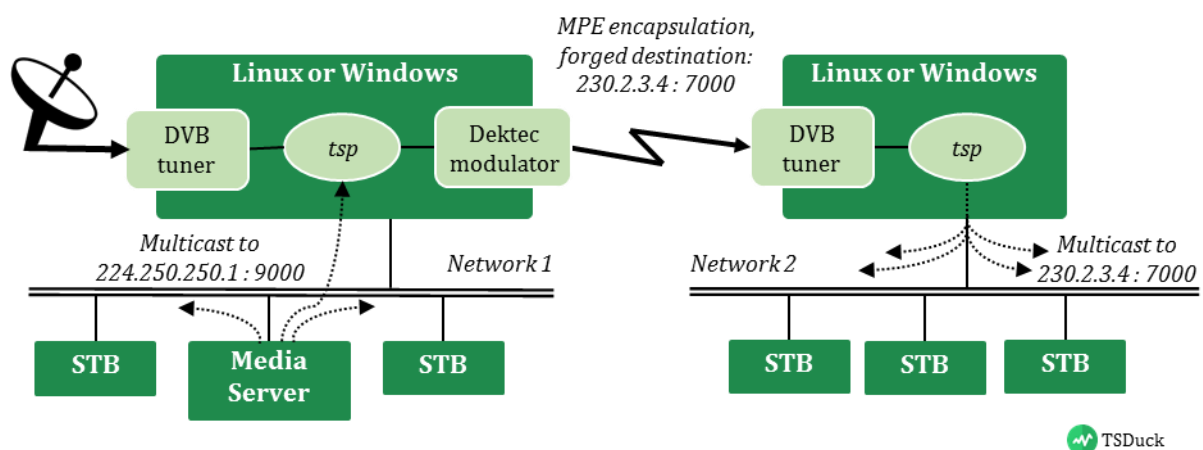 MPE encapsulation,
forged destination:
230.2.3.4 : 7000
Linux or Windows
DVB
tuner
tsp
Dektec
modulator
Linux or Windows
DVB
tuner
tsp
Multicast to
224.250.250.1 : 9000
Network 1
Network 2
Multicast to
230.2.3.4 : 7000
STB
Media
Server
STB
STB
STB
STB
TSDuck